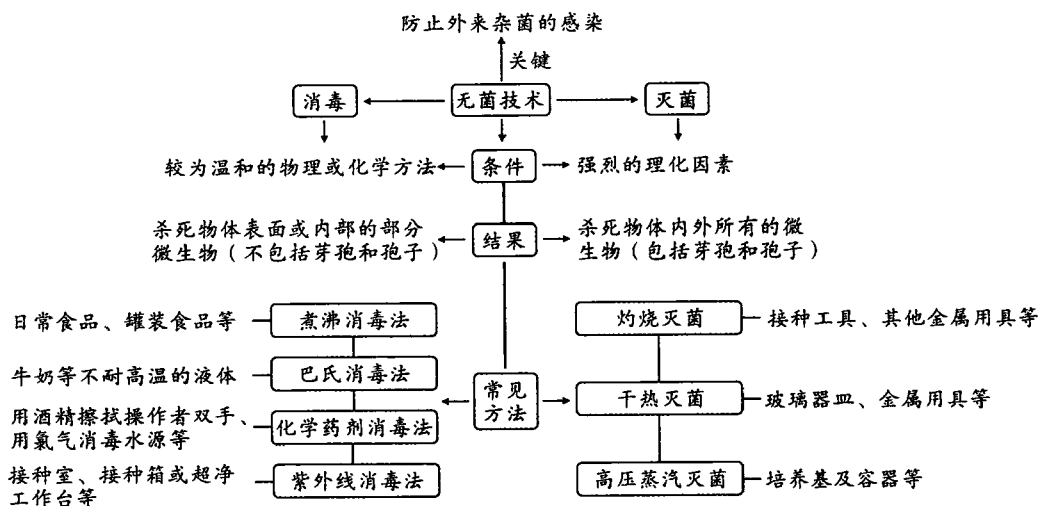 防止外来杂菌的感染
关键
消毒
无菌技术
灭菌
较为温和的物理或化学方法
条件
强烈的理化因素
杀死物体表面或内部的部分
微生物（不包括芽孢和孢子）
结果
杀死物体内外所有的微
生物（包括芽孢和孢子）
日常食品、罐装食品等
煮沸消毒法
灼烧灭菌
接种工具、其他金属用具等
牛奶等不耐高温的液体
巴氏消毒法
常见
方法
干热灭菌
玻璃器皿、金属用具等
用酒精擦拭操作者双手、
用氯气消毒水源等
化学药剂消毒法
接种室、接种箱或超净
工作台等
紫外线消毒法
高压蒸汽灭菌
培养基及容器等